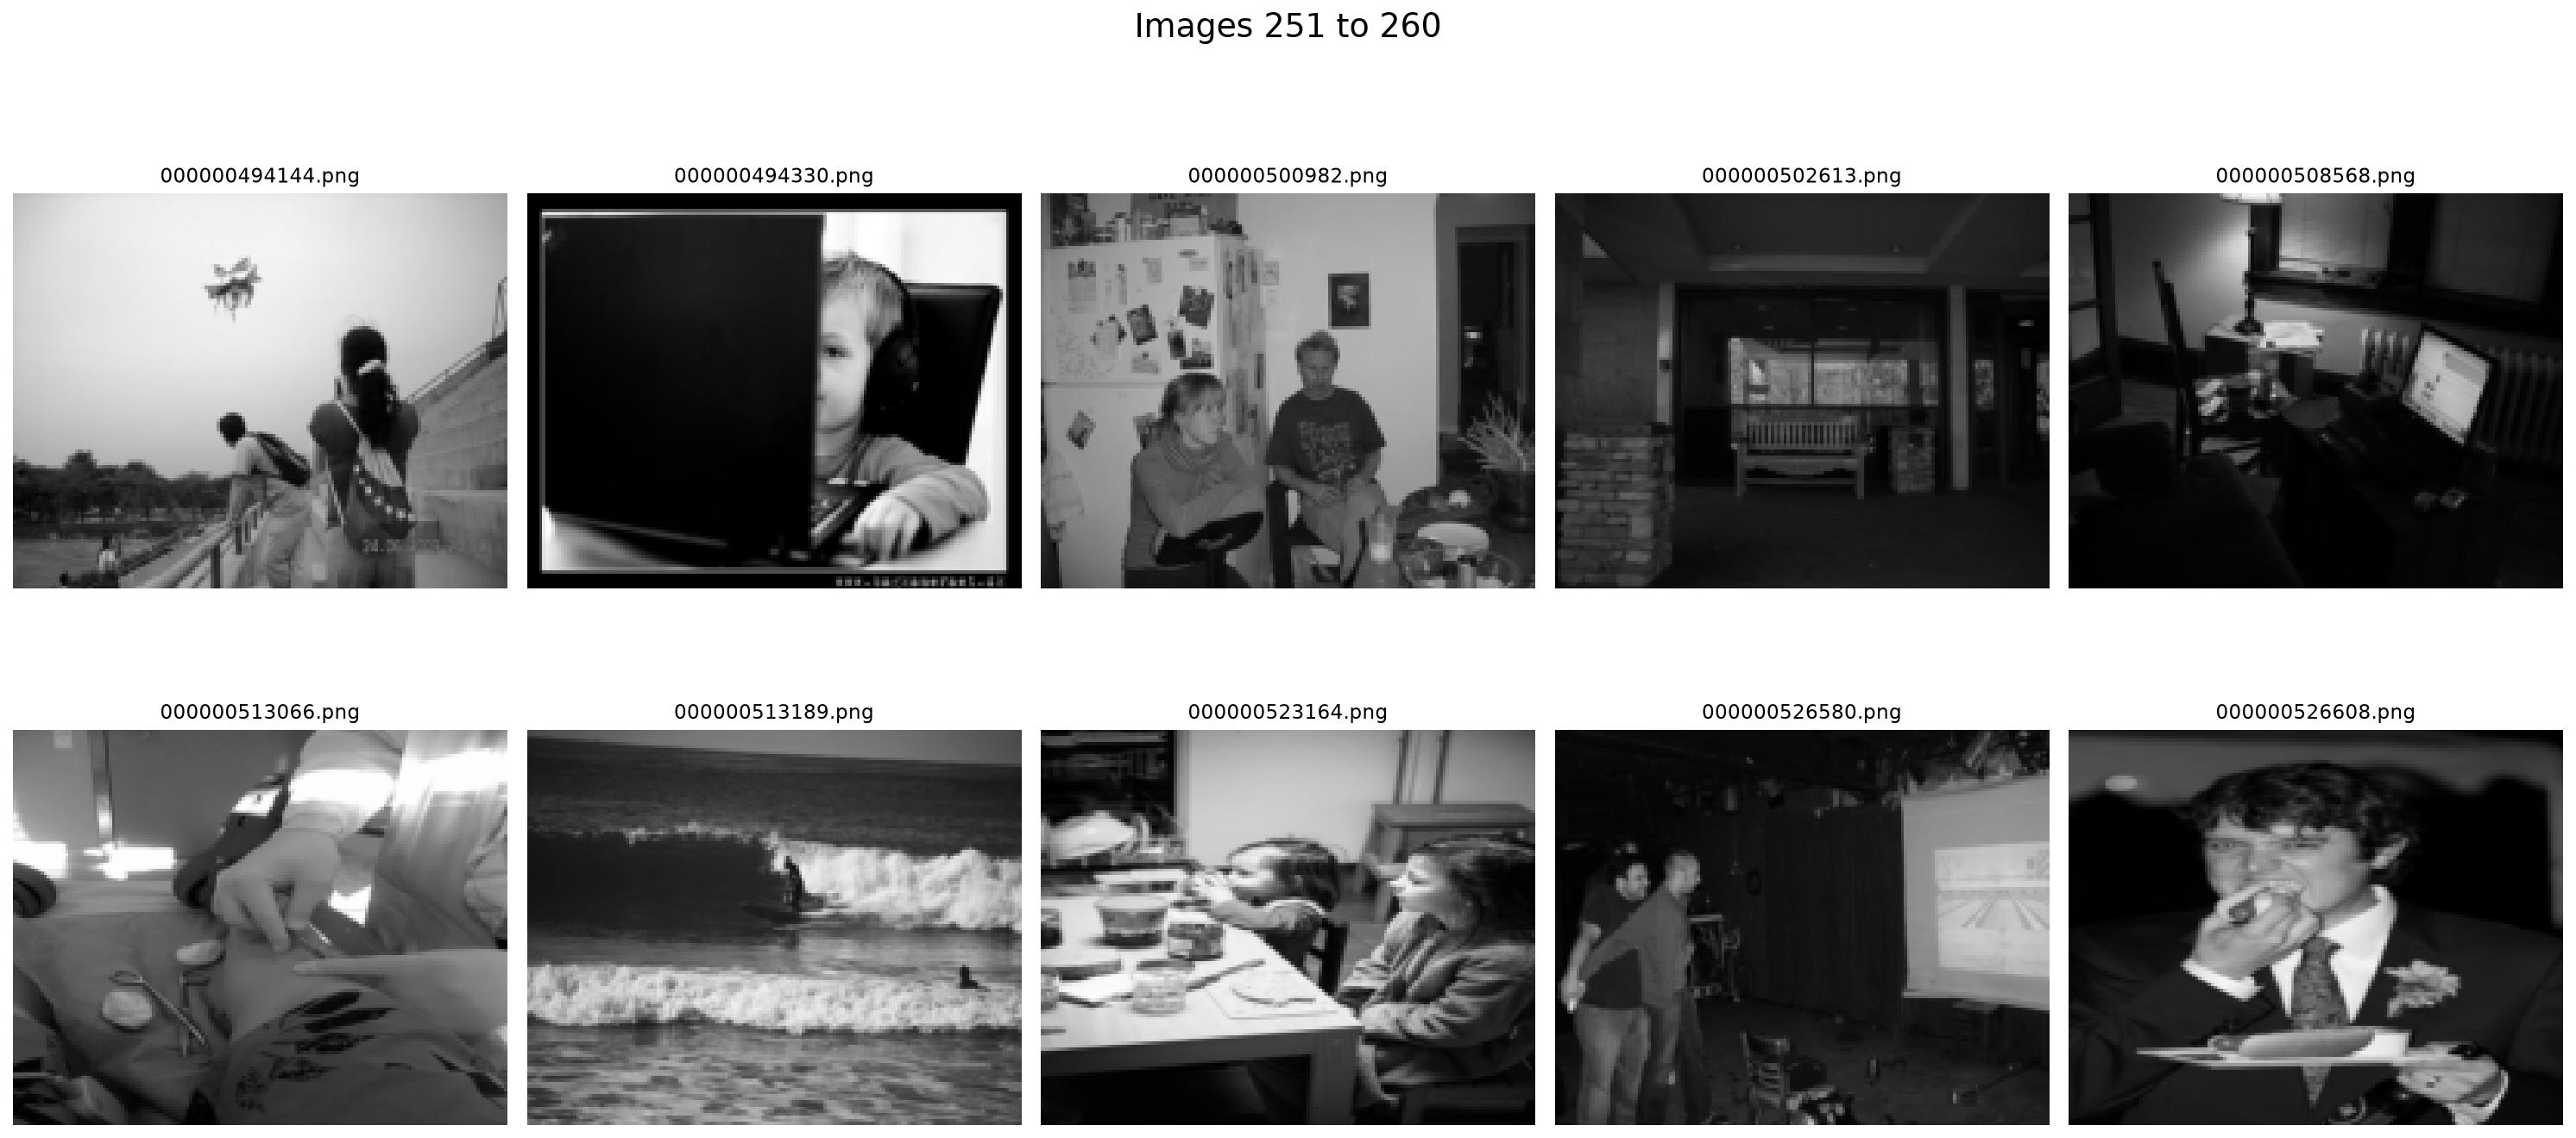 Images 251 to 260
000000494144.png
000000494330.png
000000500982.png
000000502613.png
000000508568.png
000000513066.png
000000513189.png
000000523164.png
000000526580.png
000000526608.png